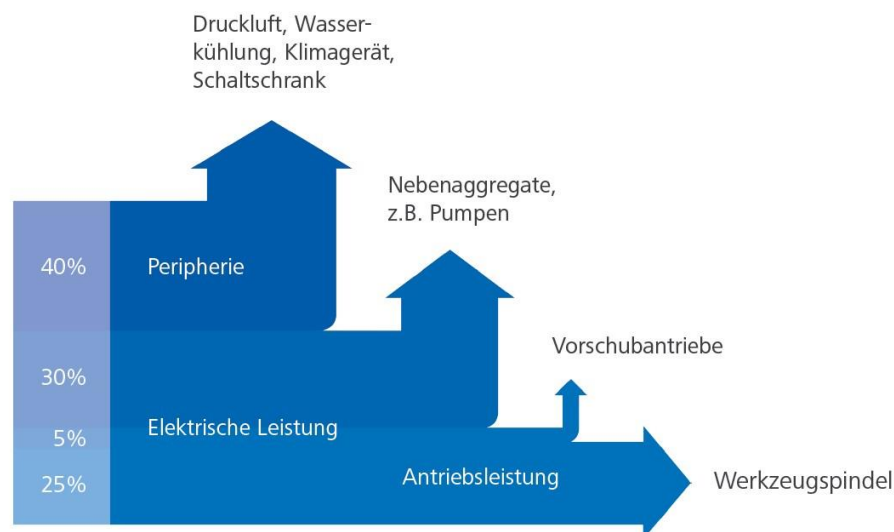 Druckluft, Wasser-
kühlung, Klimagerät,
Schaltschrank
Nebenaggregate,
z.B. Pumpen
40%
Peripherie
Vorschubantriebe
30%
Elektrische Leistung
5%
25%
Antriebsleistung
Werkzeugspindel